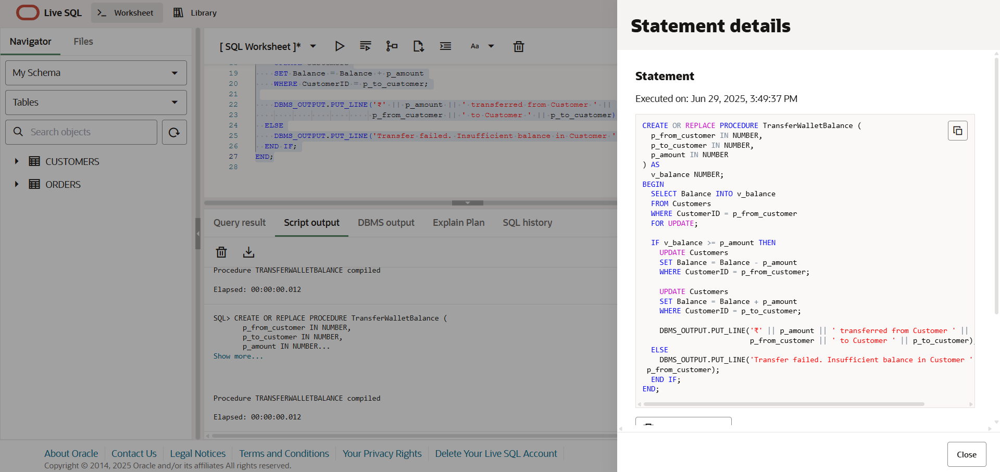 Live SQL
Worksheet
Library
Navigator
Files
My Schema
Tables
Search objects
CUSTOMERS
ORDERS
[ SQL Worksheet ]*
Aa
19 SET Balance = Balance + p_amount
20 WHERE CustomerID = p_to_customer;
21
22 DBMS_OUTPUT.PUT_LINE('₹' || p_amount || ' transferred from Customer ' ||
23 p_from_customer || ' to Customer ' || p_to_customer)
24 ELSE
25 DBMS_OUTPUT.PUT_LINE('Transfer failed. Insufficient balance in Customer '
26 END IF;
27 END;
28
Query result
Script output
DBMS output
Explain Plan
SQL history
Procedure TRANSFERWALLETBALANCE compiled
Elapsed: 00:00:00.012
SQL> CREATE OR REPLACE PROCEDURE TransferWalletBalance (
p_from_customer IN NUMBER,
p_to_customer IN NUMBER,
p_amount IN NUMBER...
Show more...
Procedure TRANSFERWALLETBALANCE compiled
Elapsed: 00:00:00.012
About Oracle
Contact Us
Legal Notices
Terms and Conditions
Your Privacy Rights
Delete Your Live SQL Account
Copyright © 2014, 2025 Oracle and/or its affiliates All rights reserved.
Statement details
Statement
Executed on: Jun 29, 2025, 3:49:37 PM
CREATE OR REPLACE PROCEDURE TransferWalletBalance (
p_from_customer IN NUMBER,
p_to_customer IN NUMBER,
p_amount IN NUMBER
) AS
v_balance NUMBER;
BEGIN
SELECT Balance INTO v_balance
FROM Customers
WHERE CustomerID = p_from_customer
FOR UPDATE;
IF v_balance >= p_amount THEN
UPDATE Customers
SET Balance = Balance - p_amount
WHERE CustomerID = p_from_customer;
UPDATE Customers
SET Balance = Balance + p_amount
WHERE CustomerID = p_to_customer;
DBMS_OUTPUT.PUT_LINE('₹' || p_amount || ' transferred from Customer ' ||
p_from_customer || ' to Customer ' || p_to_customer)
ELSE
DBMS_OUTPUT.PUT_LINE('Transfer failed. Insufficient balance in Customer '
p_from_customer);
END IF;
END;
Close